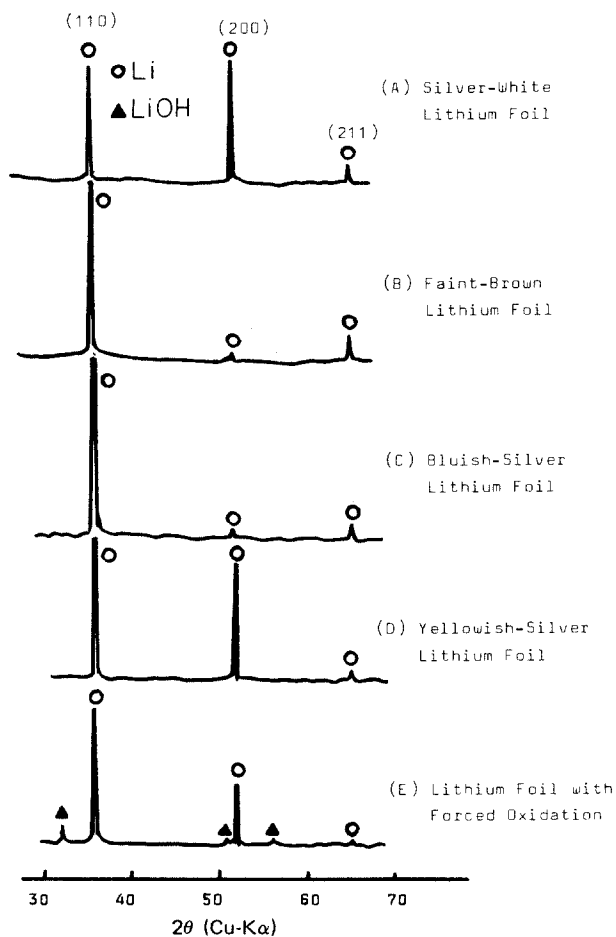 (110)
(200)
Li
LiOH
(211)
(A) Silver-White
Lithium Foil
(B) Faint-Brown
Lithium Foil
(C) Bluish-Silver
Lithium Foil
(D) Yellowish-Silver
Lithium Foil
(E) Lithium Foil with
Forced Oxidation
30 40 50 60 70
2θ (Cu-Kα)